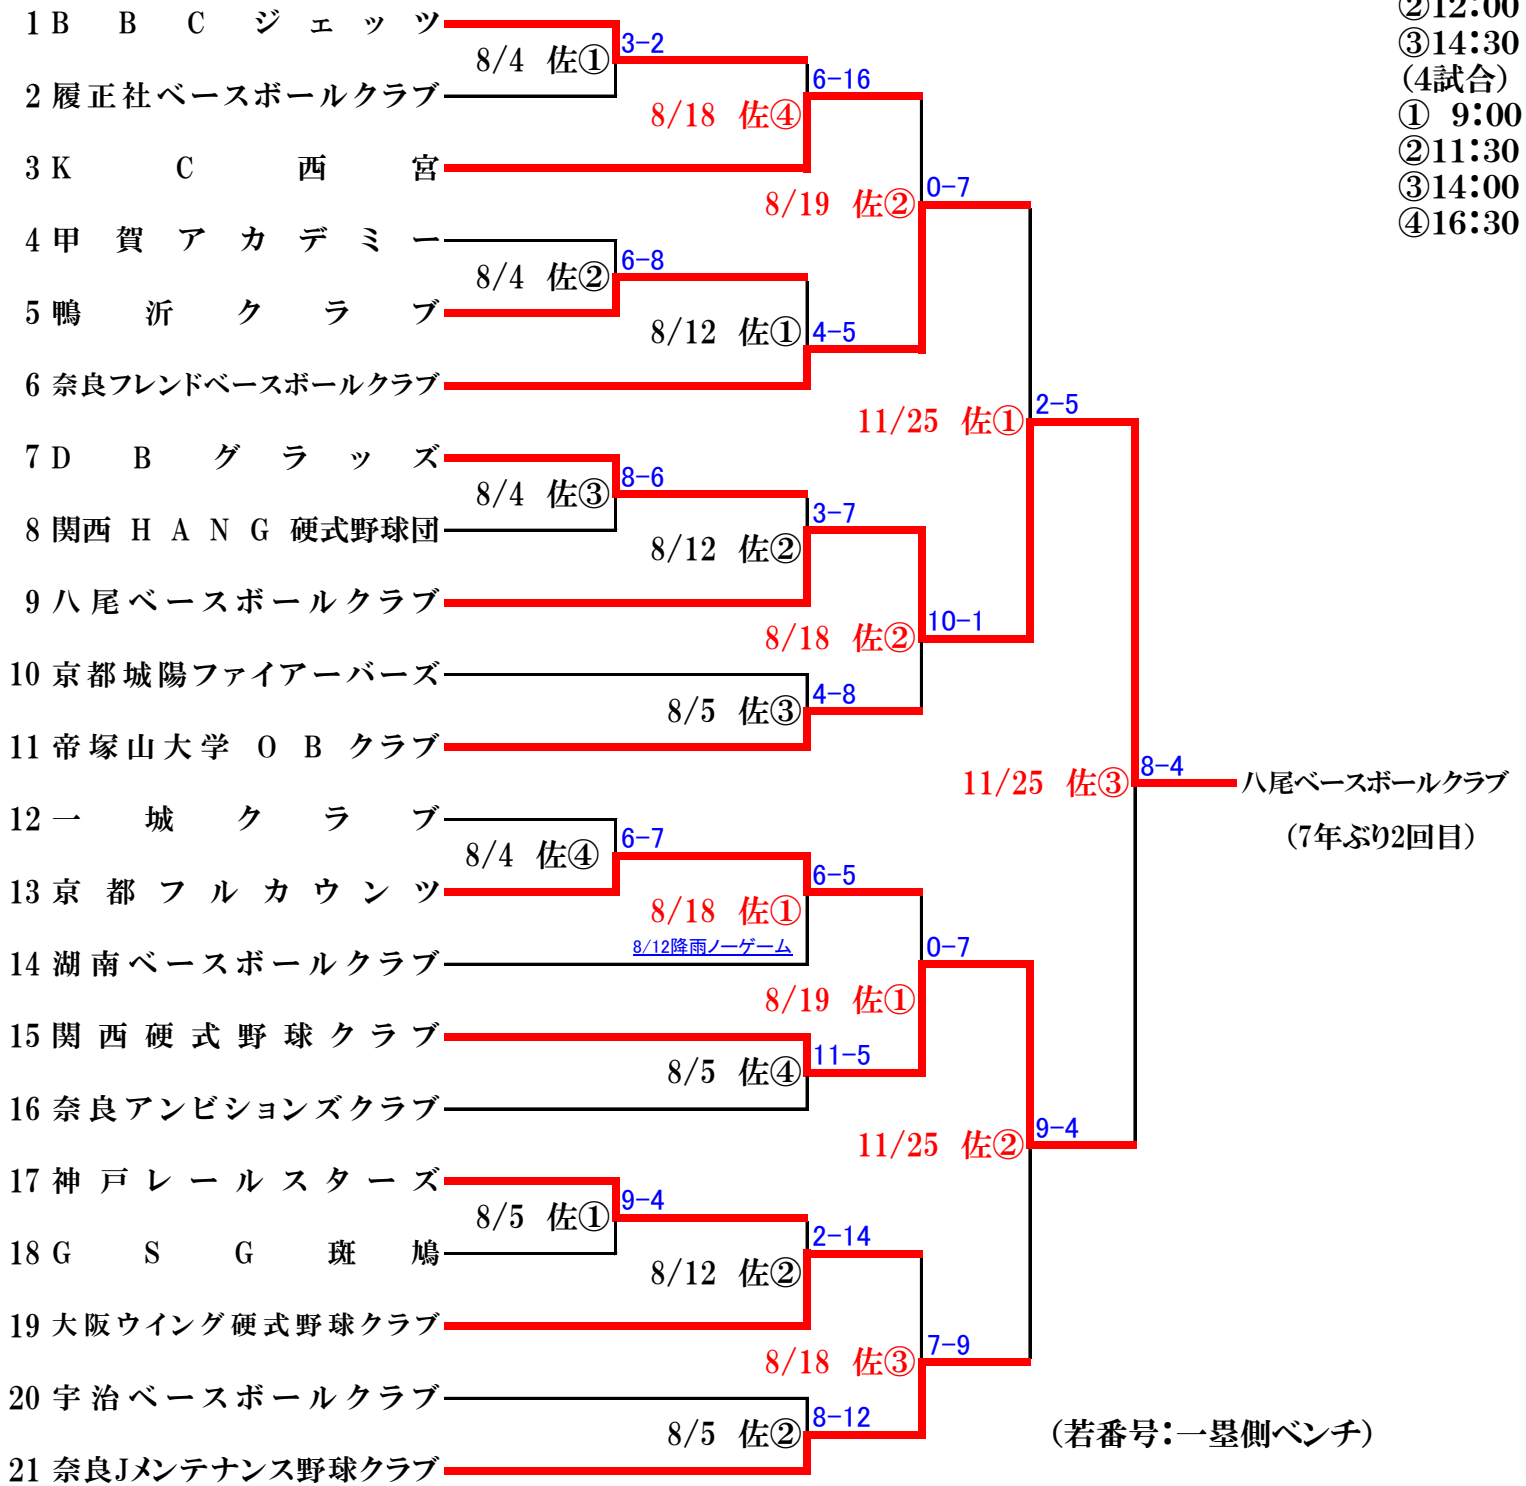 ②12：00
③14：30
（4試合）
① 9：00
②11：30
③14：00
④16：30
1 BBCジェッツ
8/4 佐① 3-2
2 履正社ベースボールクラブ
8/18 佐④ 6-16
3 KC西宮
8/19 佐② 0-7
4 甲賀アカデミー
8/4 佐② 6-8
5 鴨沂クラブ
8/12 佐① 4-5
6 奈良フレンドベースボールクラブ
11/25 佐① 2-5
7 DBグラッズ
8/4 佐③ 8-6
8 関西HANG硬式野球団
8/12 佐② 3-7
9 八尾ベースボールクラブ
8/18 佐② 10-1
10 京都城陽ファイアーバーズ
8/5 佐③ 4-8
11 帝塚山大学OBクラブ
11/25 佐③ 8-4
八尾ベースボールクラブ
（7年ぶり2回目）
12 一城クラブ
8/4 佐④ 6-7
13 京都フルカウンツ
8/18 佐① 6-5
8/12降雨ノーゲーム
14 湖南ベースボールクラブ
8/19 佐① 0-7
15 関西硬式野球クラブ
8/5 佐④ 11-5
16 奈良アンビションズクラブ
11/25 佐② 9-4
17 神戸レールスターズ
8/5 佐① 9-4
18 GSG斑鳩
8/12 佐② 2-14
19 大阪ウイング硬式野球クラブ
8/18 佐③ 7-9
20 宇治ベースボールクラブ
8/5 佐② 8-12
21 奈良Jメンテナンス野球クラブ
（若番号：一塁側ベンチ）